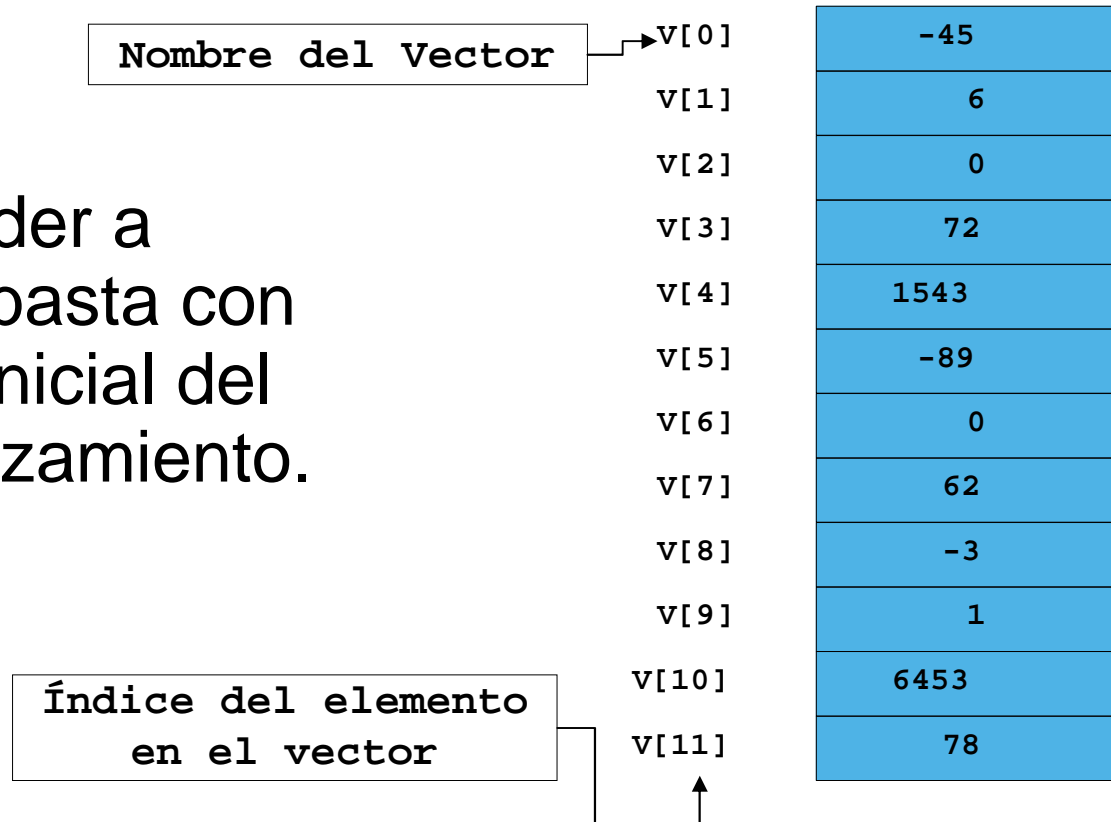 Nombre del Vector
der a
basta con
nicial del
zamiento.
Índice del elemento
en el vector
V[0] -45
V[1] 6
V[2] 0
V[3] 72
V[4] 1543
V[5] -89
V[6] 0
V[7] 62
V[8] -3
V[9] 1
V[10] 6453
V[11] 78